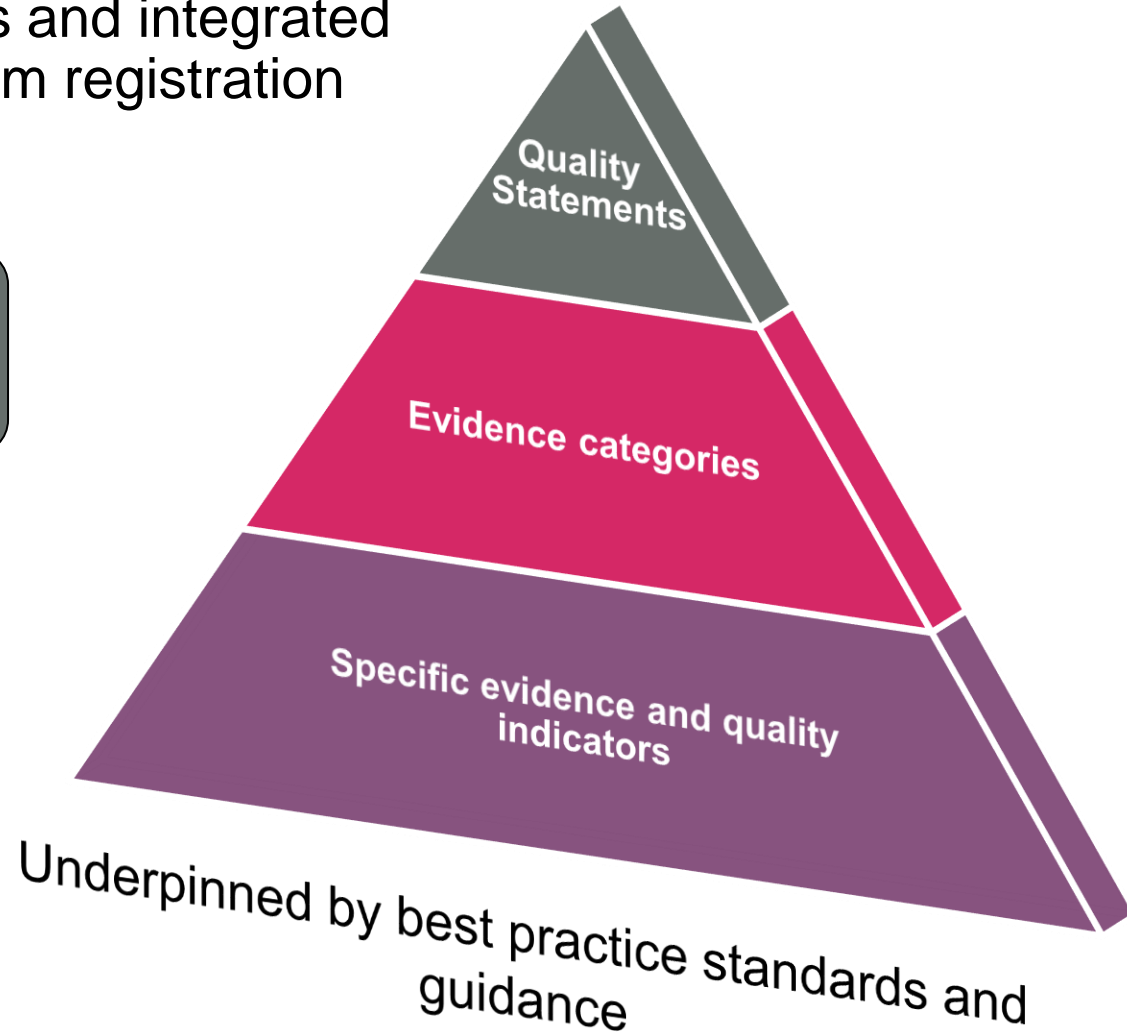 s and integrated
m registration
Quality
Statements
Evidence categories
Specific evidence and quality
indicators
Underpinned by best practice standards and
guidance